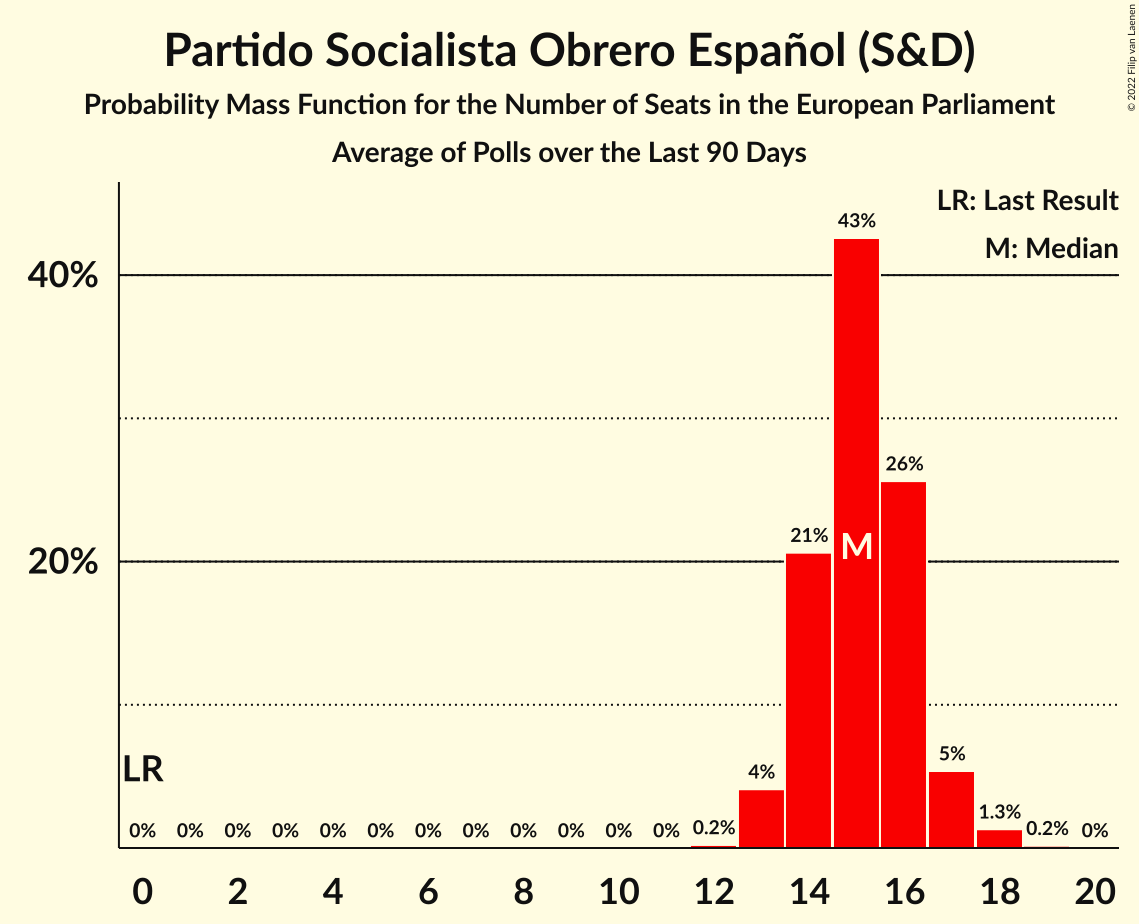 Partido Socialista Obrero Español (S&D)
Probability Mass Function for the Number of Seats in the European Parliament
Average of Polls over the Last 90 Days
© 2022 Filip van Laenen
LR: Last Result
M: Median
43%
40%
26%
21%
M
20%
5%
LR
4%
1.3%
0% 0% 0% 0% 0% 0% 0% 0% 0% 0% 0% 0% 0.2% 0.2% 0%
0 2 4 6 8 10 12 14 16 18 20